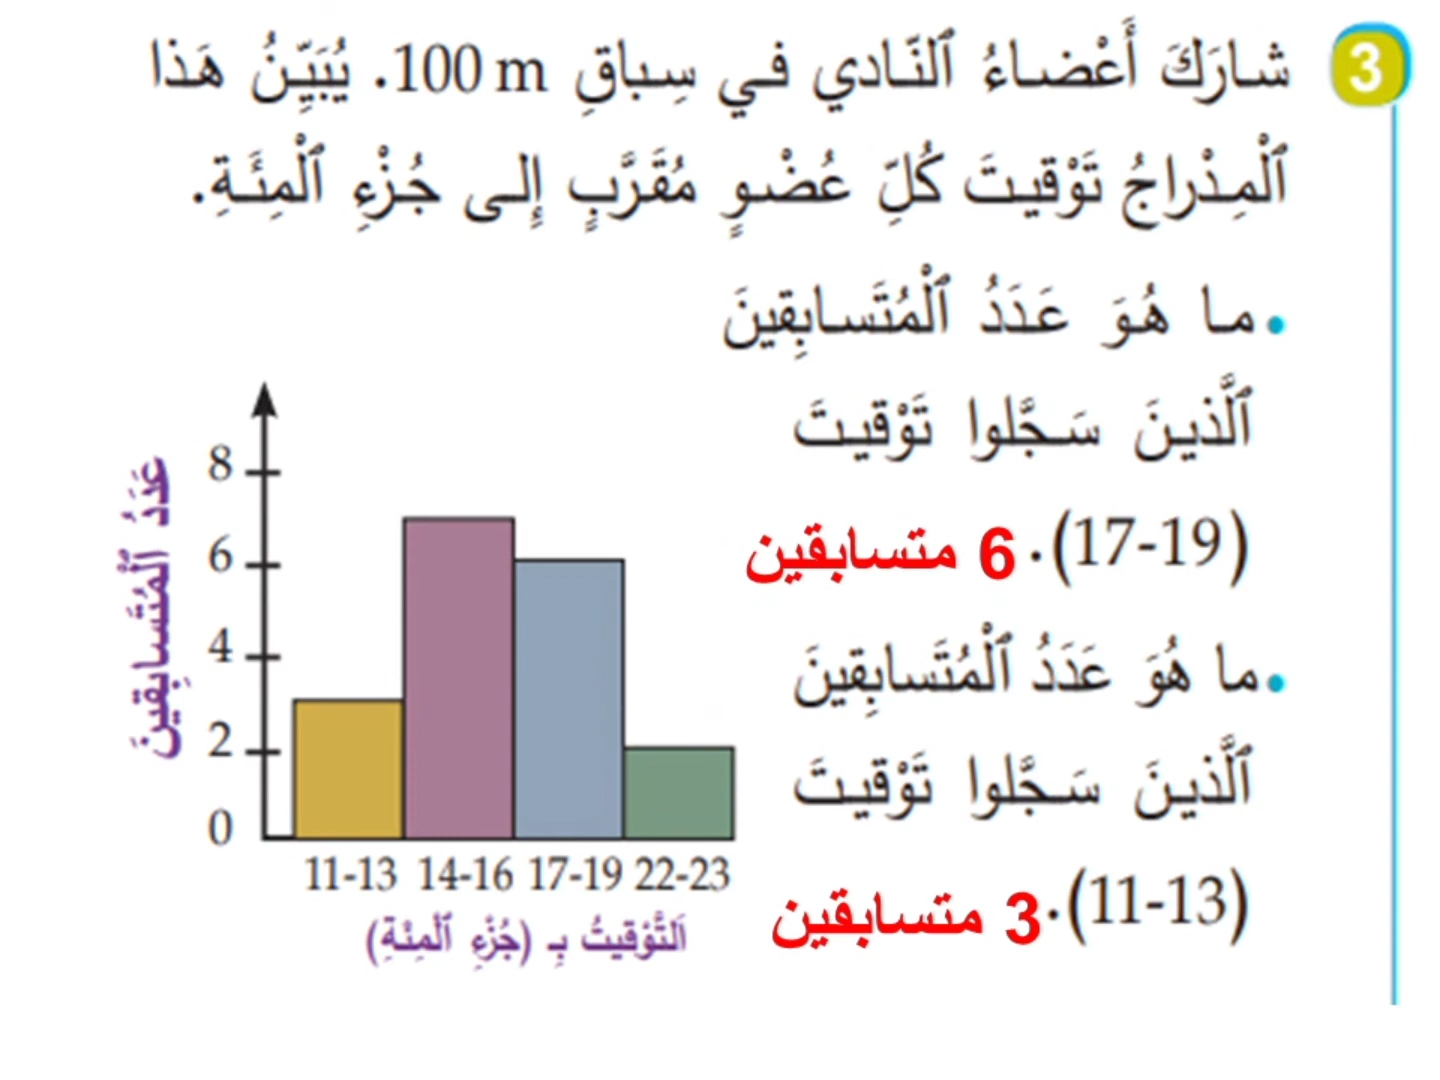 3
شارَكَ أَعْضاءُ ٱلنّادي في سِباقِ 100 m. يُبَيِّنُ هَذا
ٱلْمِدْراجُ تَوْقيتَ كُلِّ عُضْوٍ مُقَرَّبٍ إِلى جُزْءِ ٱلْمِئَةِ.
• ما هُوَ عَدَدُ ٱلْمُتَسابِقينَ
ٱلَّذينَ سَجَّلوا تَوْقيتَ
(17-19). 6 متسابقين
• ما هُوَ عَدَدُ ٱلْمُتَسابِقينَ
ٱلَّذينَ سَجَّلوا تَوْقيتَ
(11-13). 3 متسابقين
عَدَدُ ٱلْمُتَسابِقينَ
8
6
4
2
0
11-13 14-16 17-19 22-23
اَلتَّوْقيتُ بِـ (جُزْءِ ٱلْمِئَةِ)